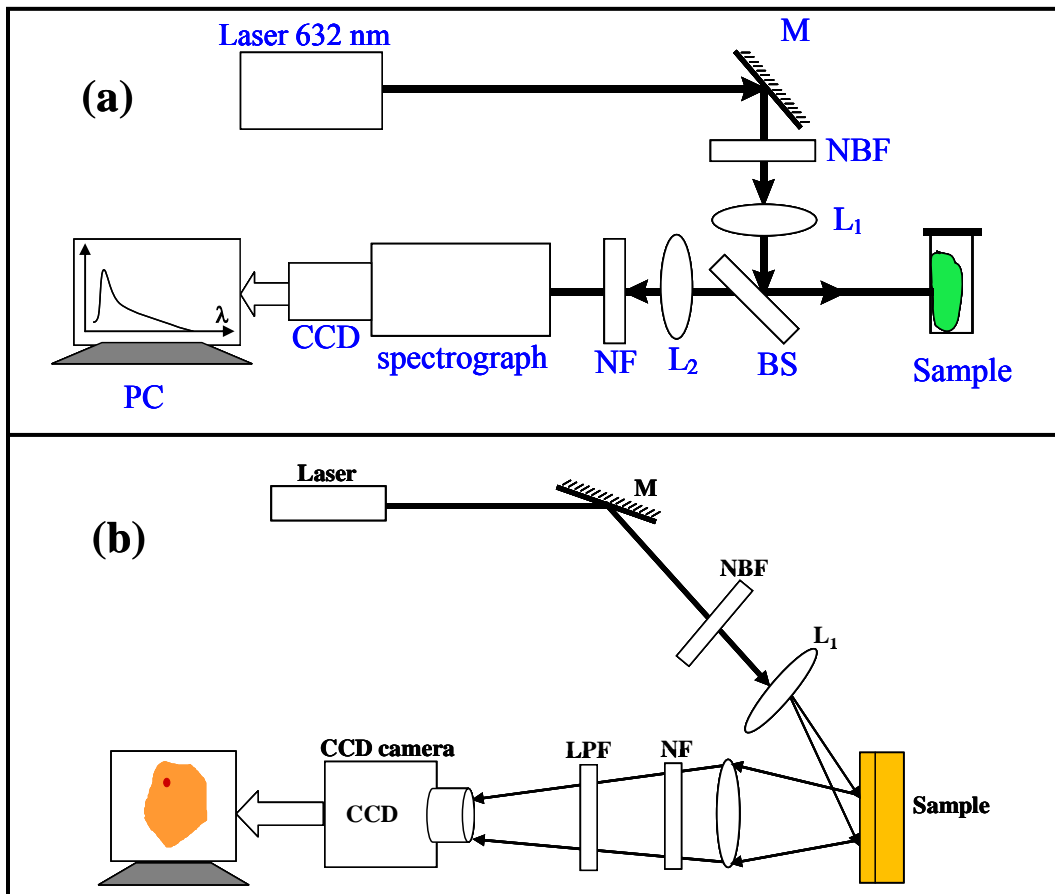 Laser 632 nm
M
(a)
NBF
L₁
λ
CCD
spectrograph
NF
L₂
BS
Sample
PC
Laser
M
(b)
NBF
L₁
CCD camera
LPF
NF
CCD
Sample